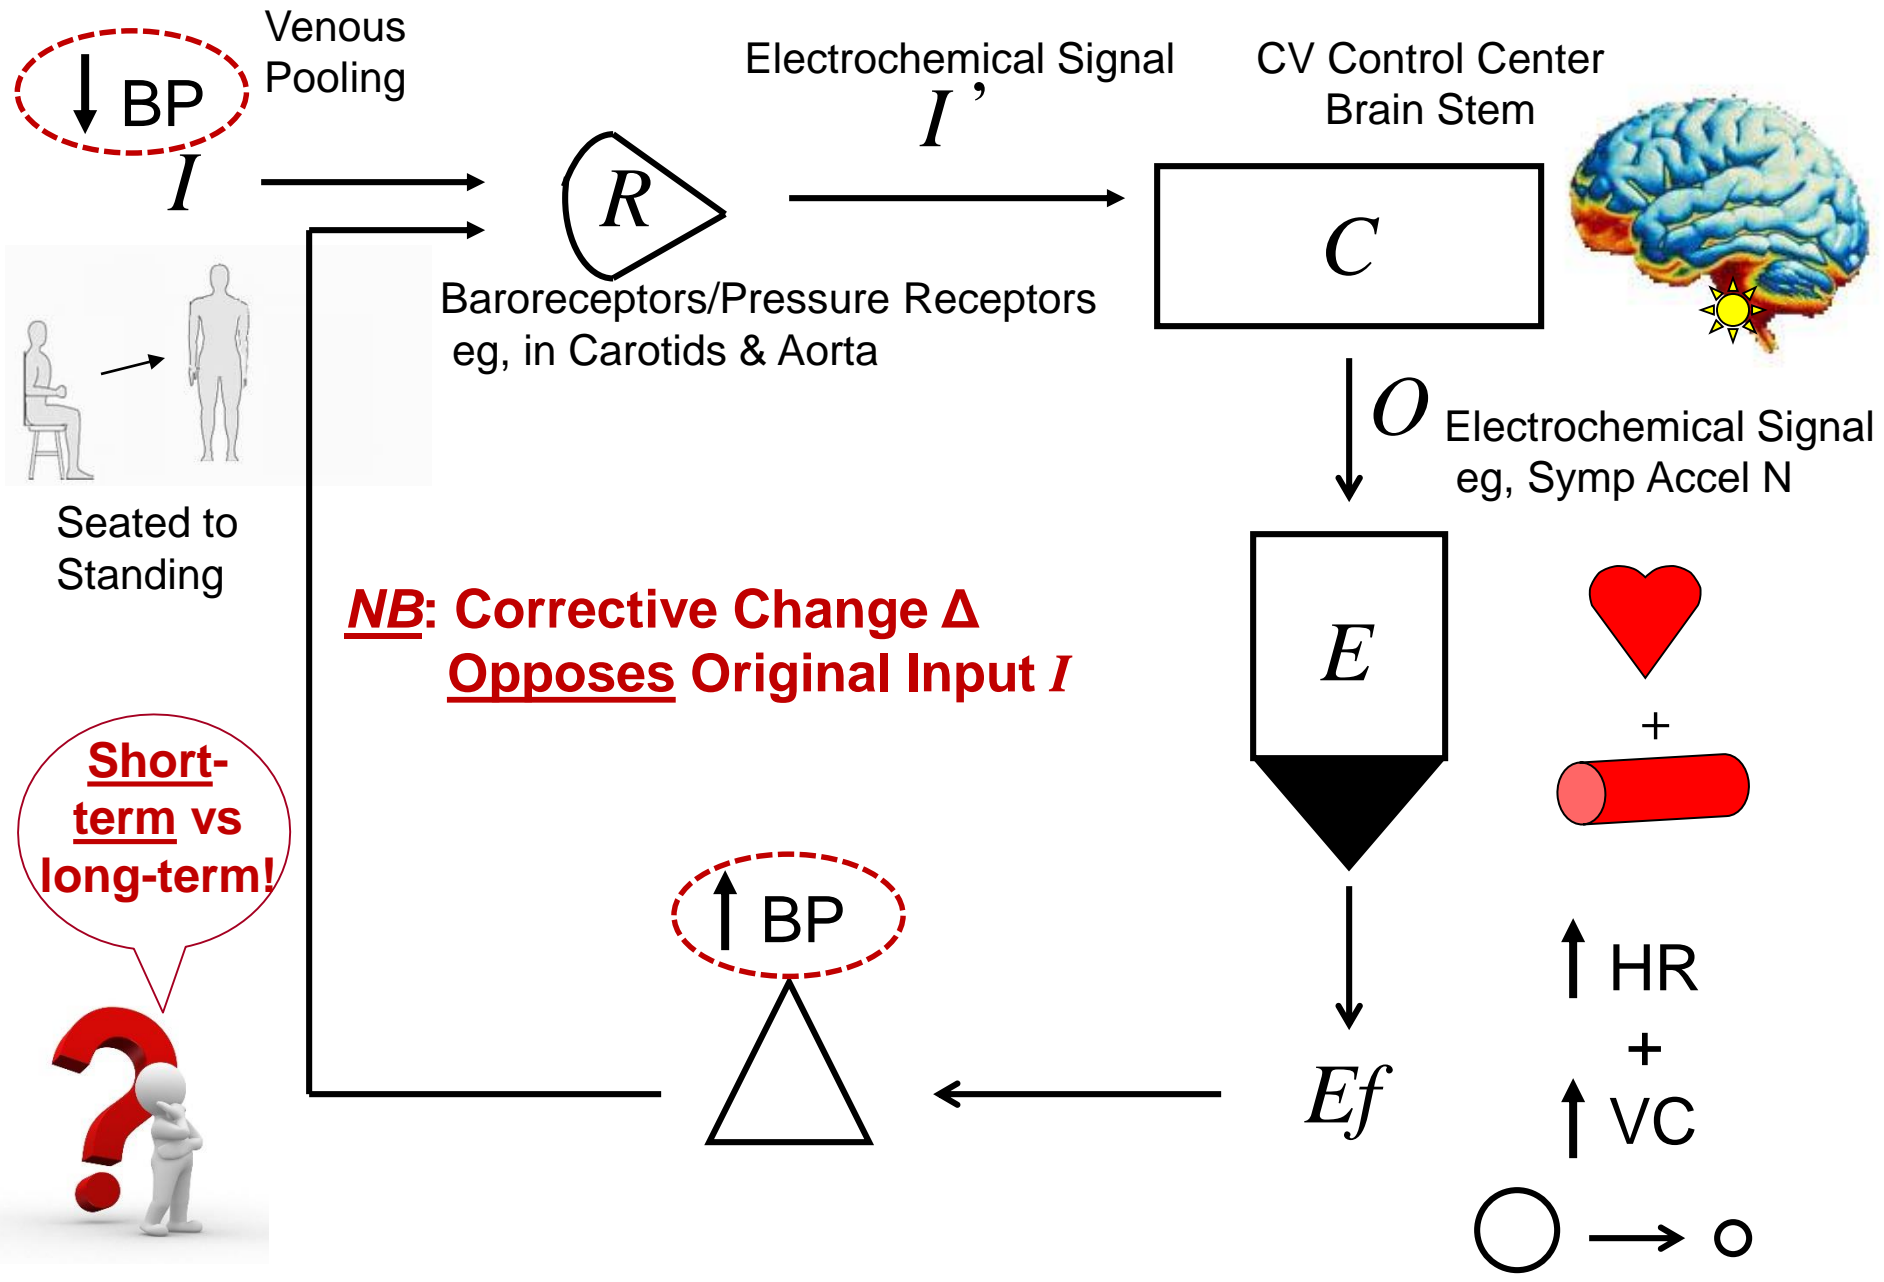 Venous
Pooling
↓ BP
I
Electrochemical Signal
I’
CV Control Center
Brain Stem
R
C
Baroreceptors/Pressure Receptors
eg, in Carotids & Aorta
O
Electrochemical Signal
eg, Symp Accel N
Seated to
Standing
NB: Corrective Change Δ
Opposes Original Input I
E
+
Short-
term vs
long-term!
↑ BP
↑ HR
+
↑ VC
Ef